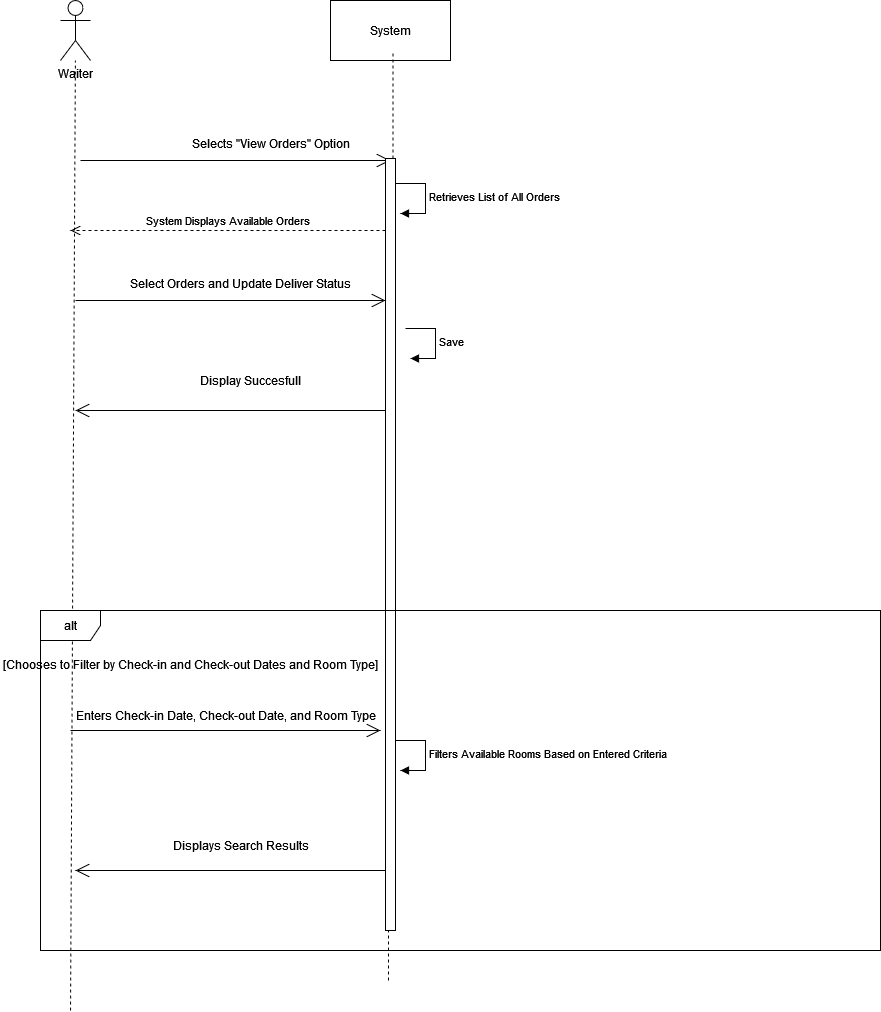 System
Waiter
Selects "View Orders" Option
Retrieves List of All Orders
System Displays Available Orders
Select Orders and Update Deliver Status
Save
Display Succesfull
alt
[Chooses to Filter by Check-in and Check-out Dates and Room Type]
Enters Check-in Date, Check-out Date, and Room Type
Filters Available Rooms Based on Entered Criteria
Displays Search Results